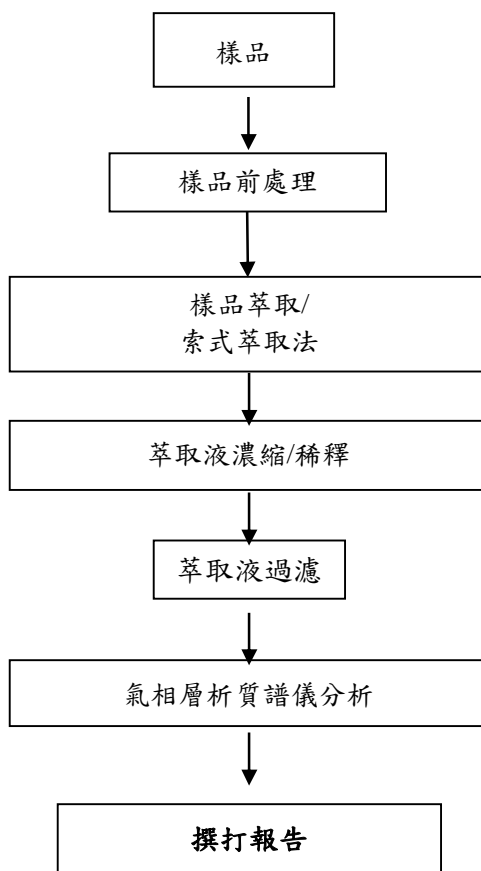 樣品
樣品前處理
樣品萃取/
索式萃取法
萃取液濃缩/稀釋
萃取液過濾
氣相層析質譜儀分析
撰打報告